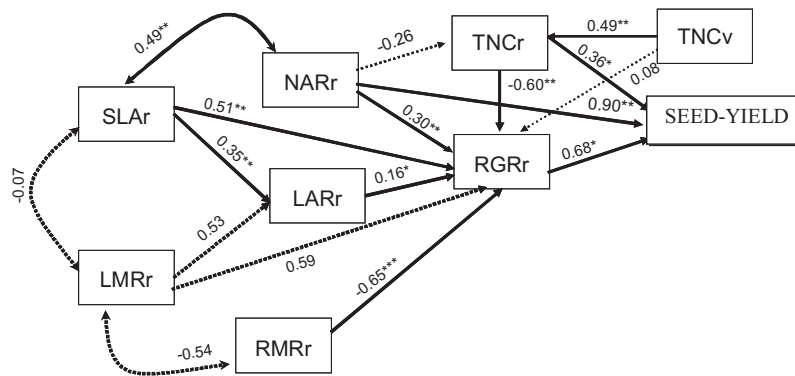 0.49**
-0.26
TNCr
0.49**
TNCv
NARr
0.36*
0.08
-0.60**
SLAr
0.51**
0.30**
0.90**
SEED-YIELD
0.35**
RGRr
0.68*
-0.07
LARr
0.16*
0.53
LMRr
0.59
-0.65***
-0.54
RMRr